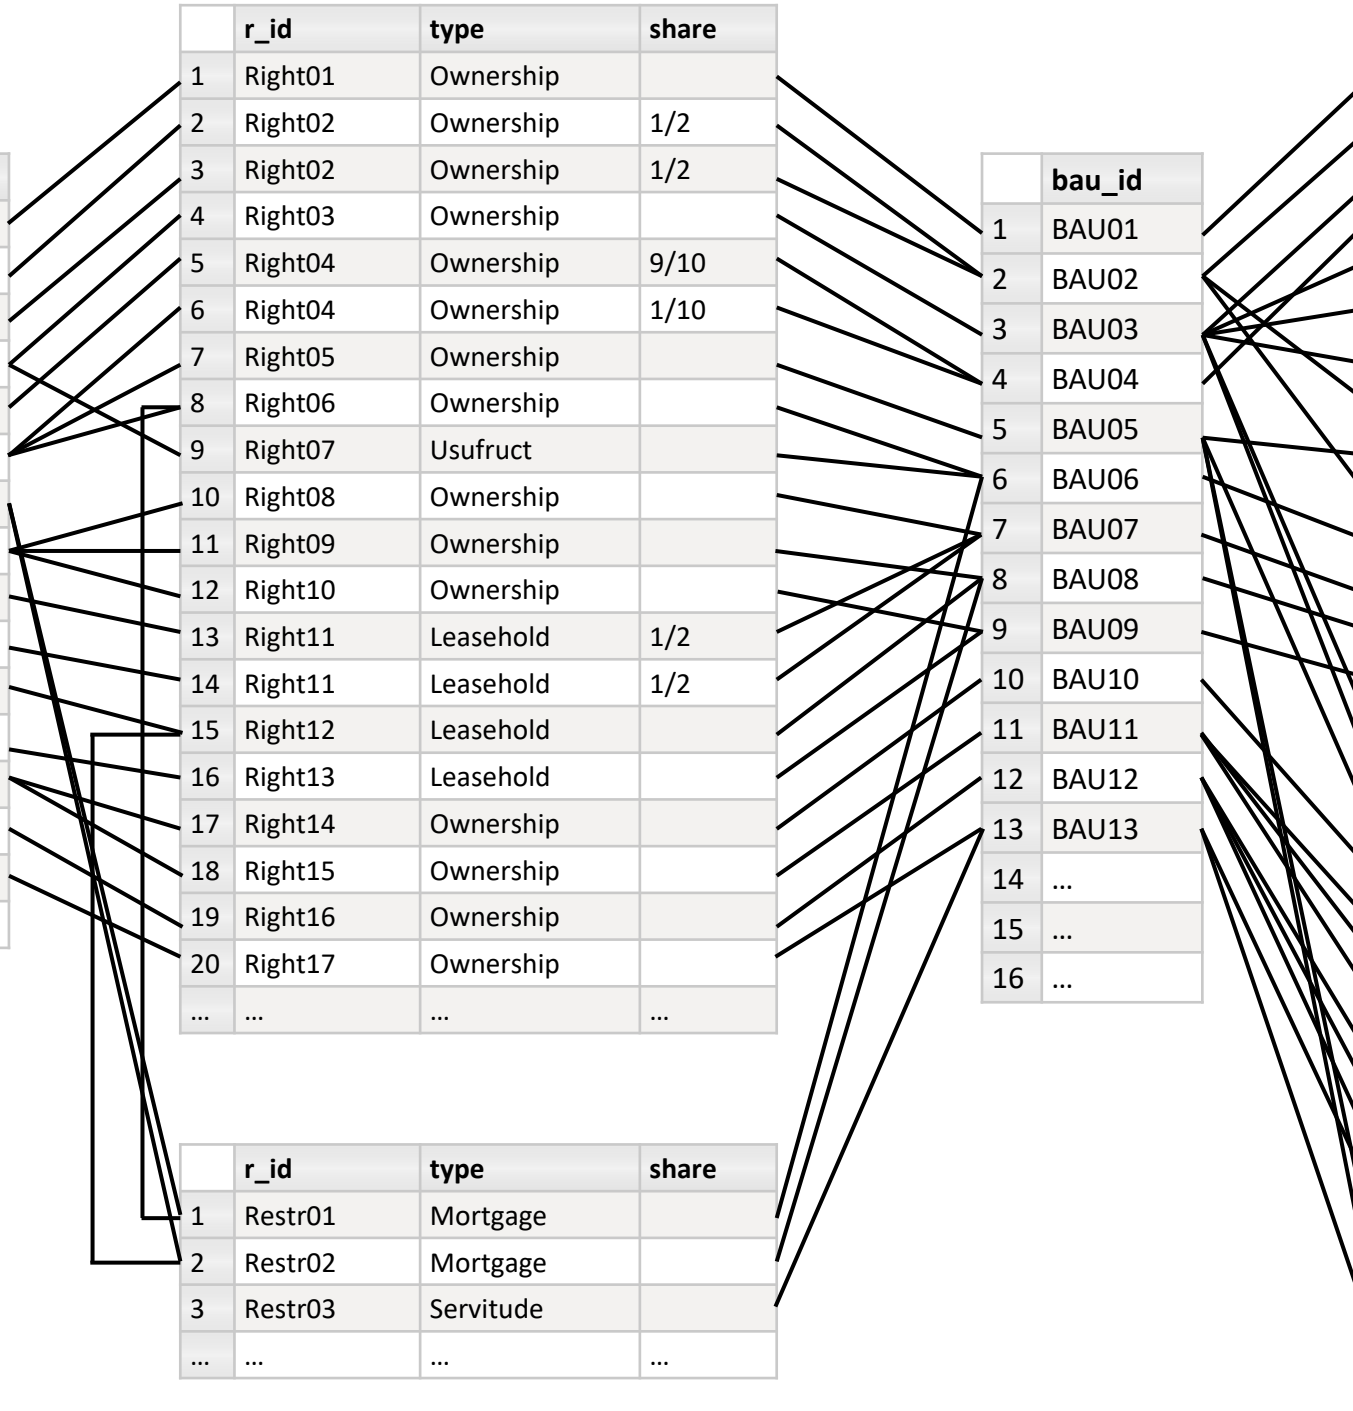 r_id type share
1 Right01 Ownership
2 Right02 Ownership 1/2
3 Right02 Ownership 1/2
4 Right03 Ownership
5 Right04 Ownership 9/10
6 Right04 Ownership 1/10
7 Right05 Ownership
8 Right06 Ownership
9 Right07 Usufruct
10 Right08 Ownership
11 Right09 Ownership
12 Right10 Ownership
13 Right11 Leasehold 1/2
14 Right11 Leasehold 1/2
15 Right12 Leasehold
16 Right13 Leasehold
17 Right14 Ownership
18 Right15 Ownership
19 Right16 Ownership
20 Right17 Ownership
... ... ... ...
bau_id
1 BAU01
2 BAU02
3 BAU03
4 BAU04
5 BAU05
6 BAU06
7 BAU07
8 BAU08
9 BAU09
10 BAU10
11 BAU11
12 BAU12
13 BAU13
14 ...
15 ...
16 ...
r_id type share
1 Restr01 Mortgage
2 Restr02 Mortgage
3 Restr03 Servitude
... ... ... ...